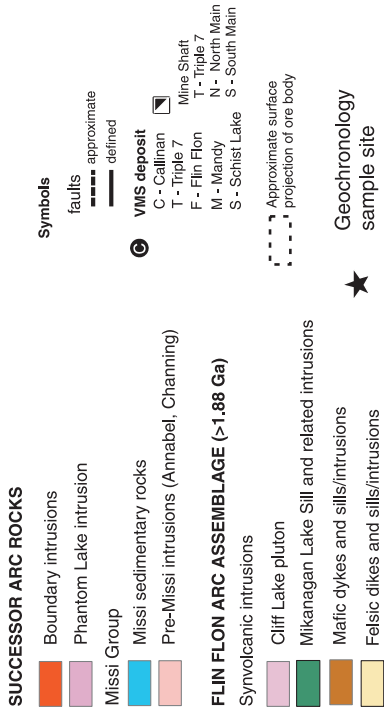 SUCCESSOR ARC ROCKS
Boundary intrusions
Phantom Lake intrusion
Missi Group
Missi sedimentary rocks
Pre-Missi intrusions (Annabel, Channing)
FLIN FLON ARC ASSEMBLAGE (>1.88 Ga)
Synvolcanic intrusions
Cliff Lake pluton
Mikanagan Lake Sill and related intrusions
Mafic dykes and sills/intrusions
Felsic dikes and sills/intrusions
Symbols
faults
approximate
defined
C VMS deposit
C - Callinan
T - Triple 7
F - Flin Flon
M - Mandy
S - Schist Lake
Mine Shaft
T - Triple 7
N - North Main
S - South Main
Approximate surface
projection of ore body
Geochronology
sample site